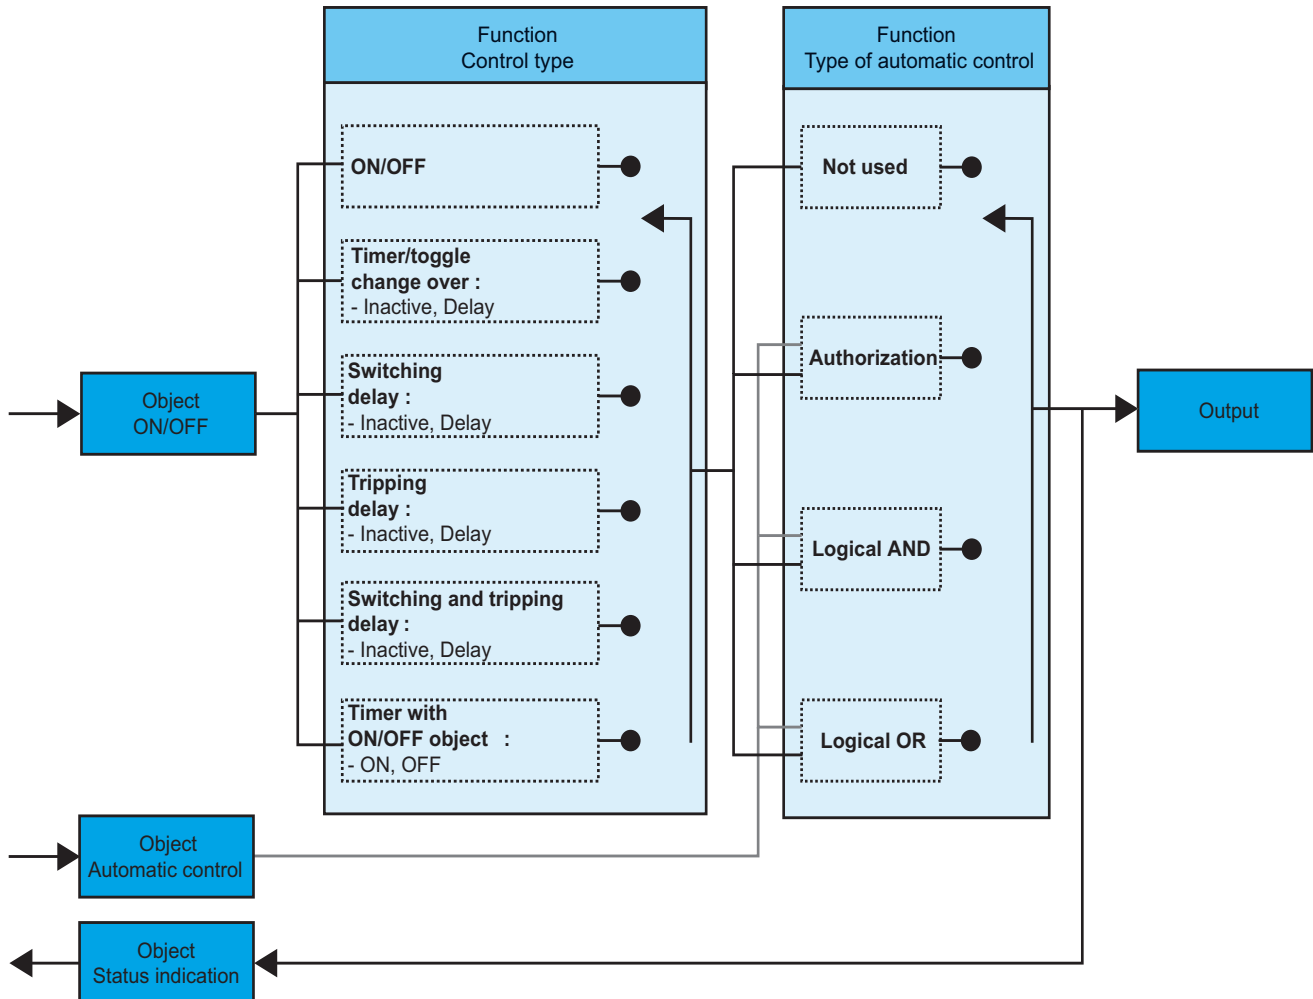 Function
Control type
Function
Type of automatic control
ON/OFF
Timer/toggle
change over :
- Inactive, Delay
Switching
delay :
- Inactive, Delay
Tripping
delay :
- Inactive, Delay
Switching and tripping
delay :
- Inactive, Delay
Timer with
ON/OFF object :
- ON, OFF
Not used
Authorization
Logical AND
Logical OR
Object
ON/OFF
Output
Object
Automatic control
Object
Status indication